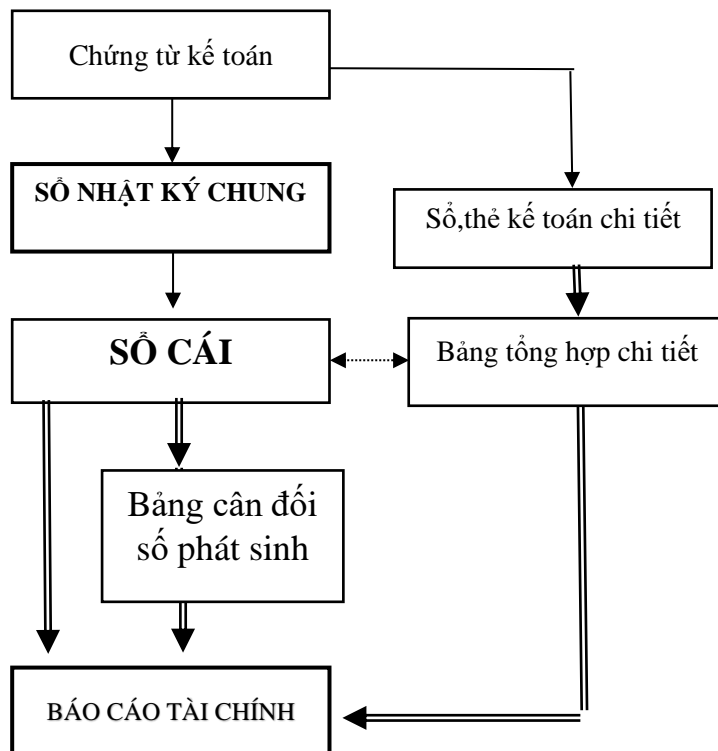 Chứng từ kế toán
SỔ NHẬT KÝ CHUNG
Sổ,thẻ kế toán chi tiết
SỔ CÁI
Bảng tổng hợp chi tiết
Bảng cân đối
số phát sinh
BÁO CÁO TÀI CHÍNH